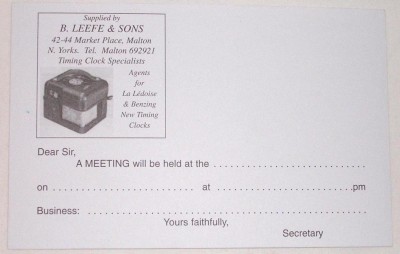 Supplied by
B. LEEFE & SONS
42-44 Market Place, Malton
N. Yorks. Tel. Malton 692921
Timing Clock Specialists
Agents
for
La Lédoise
& Benzing
New Timing
Clocks
Dear Sir,
A MEETING will be held at the ........................................
on ........................................ at ........................................pm
Business: ........................................
Yours faithfully,
Secretary